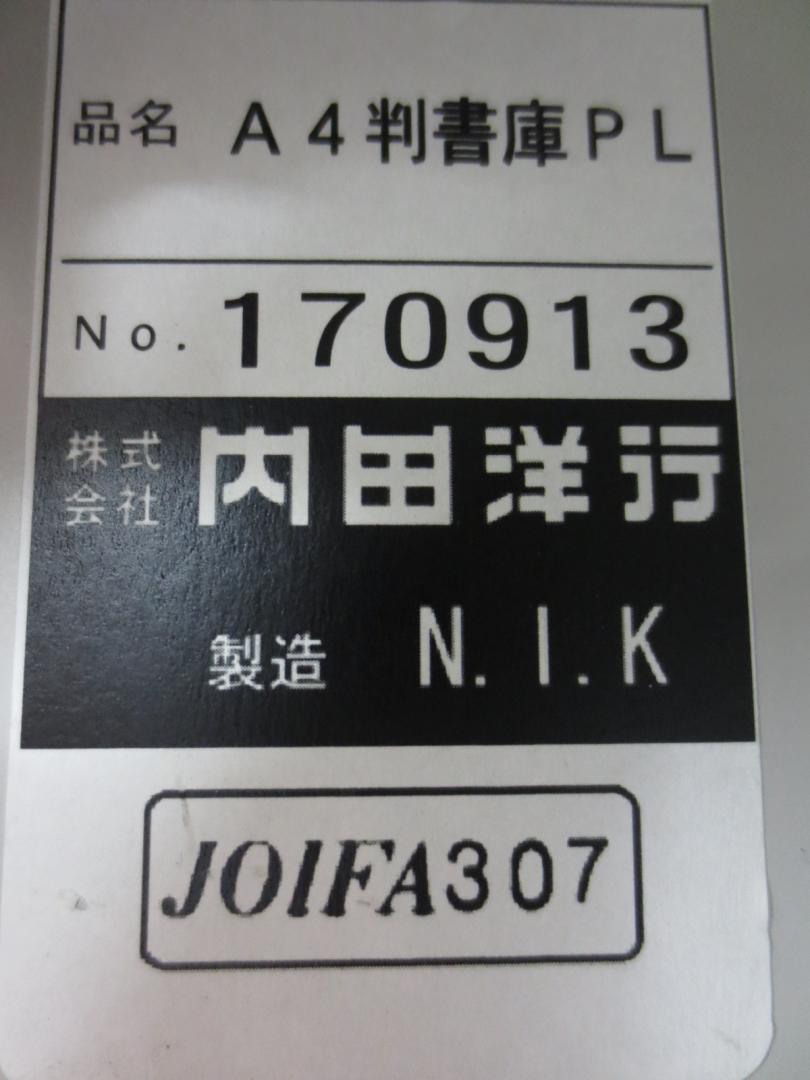 品名 A4判書庫PL
No. 170913
株式会社 内田洋行
製造 N.I.K
JOIFA307